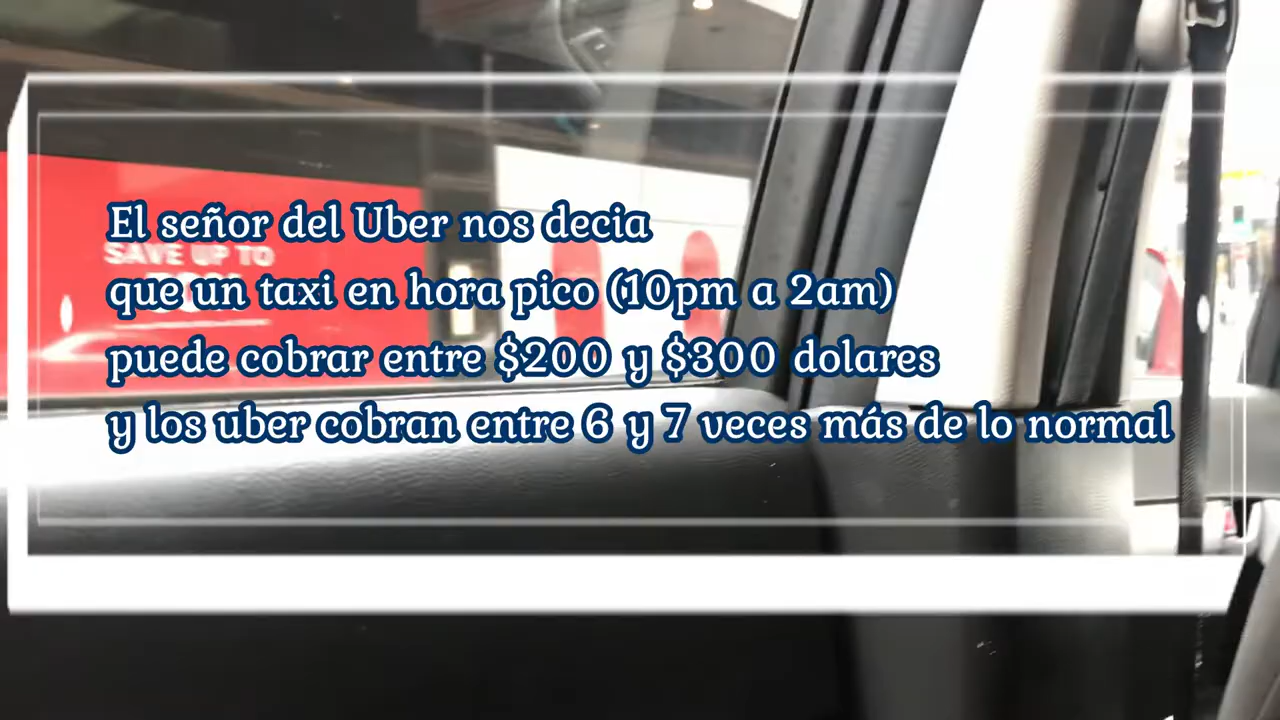 El señor del Uber nos decia
SAVE UP TO
que un taxi en hora pico (10pm a 2am)
puede cobrar entre $200 y $300 dolares
y los uber cobran entre 6 y 7 veces más de lo normal